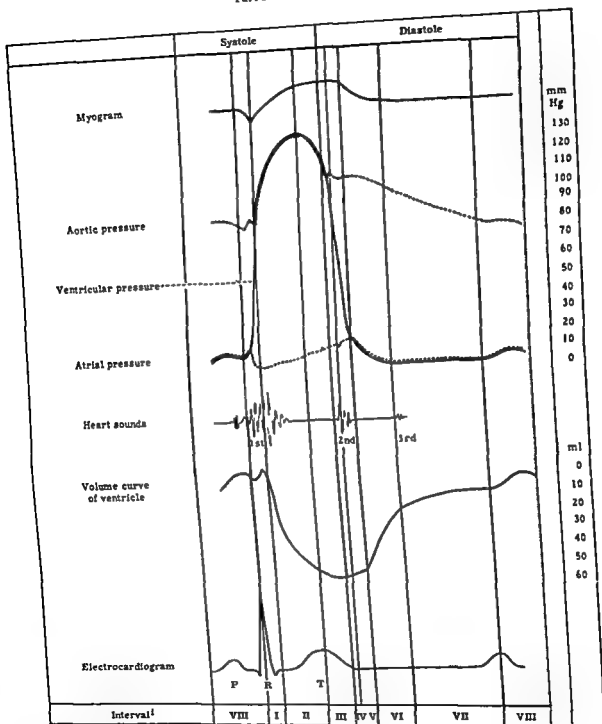 Systole Diastole
Myogram
mm
Hg
130
120
110
100
90
80
70
60
50
40
30
20
10
0
Aortic pressure
Ventricular pressure
Atrial pressure
Heart sounds
1st 2nd 3rd
Volume curve
of ventricle
ml
0
10
20
30
40
50
60
Electrocardiogram
P R T
Interval¹ VIII I II III IV V VI VII VIII